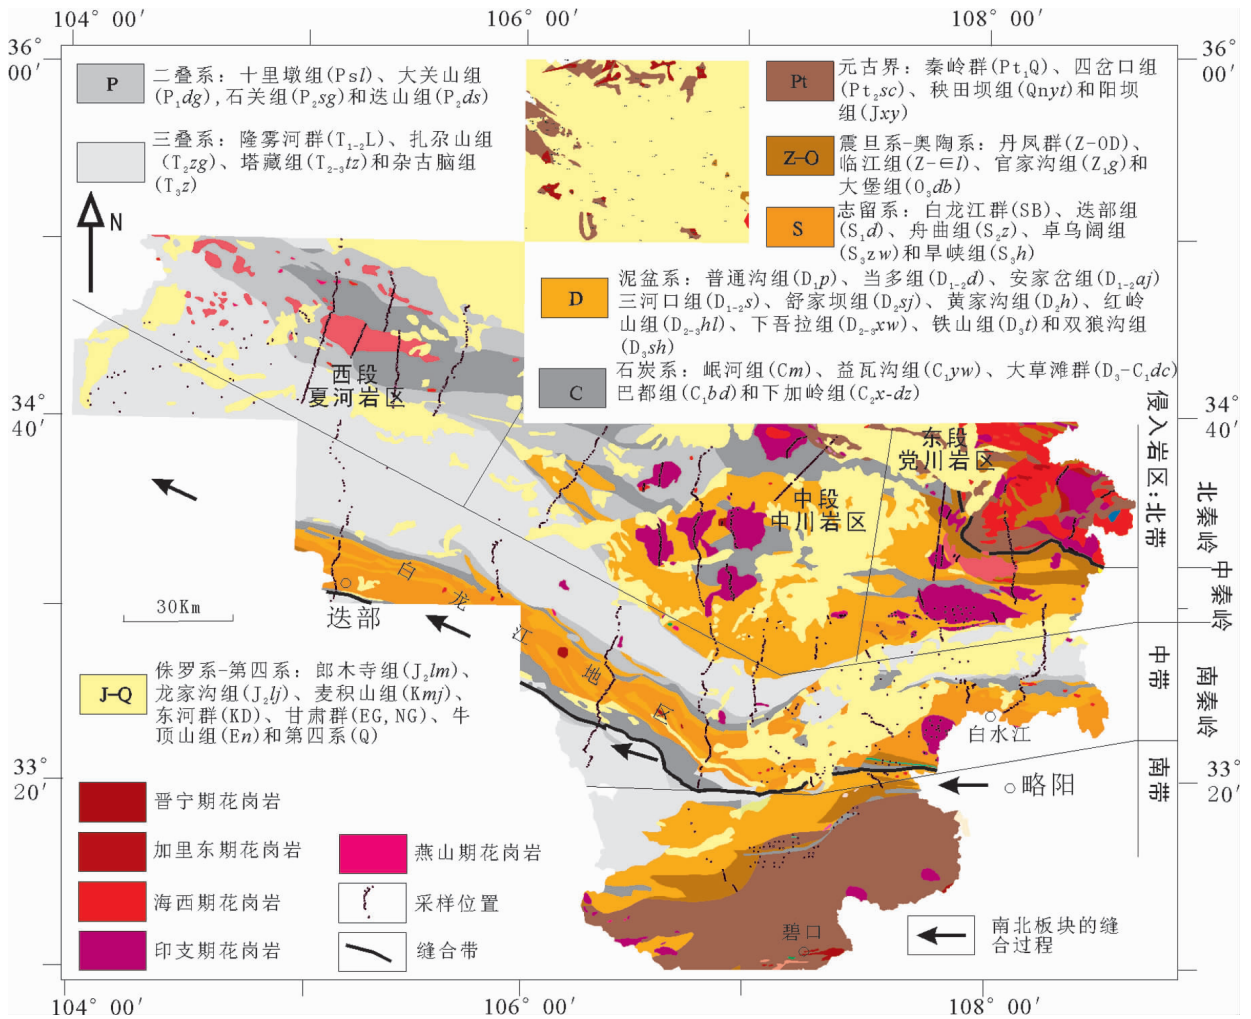 104° 00′
106° 00′
108° 00′
36°
00′
36°
00′
P
二叠系：十里墩组(Psl)、大关山组
(P₁dg),石关组(P₂sg)和迭山组(P₂ds)
三叠系：隆雾河群(T₁₋₂L)、扎尕山组
(T₂zg)、塔藏组(T₂₋₃tz)和杂古脑组
(T₃z)
N
Pt
元古界：秦岭群(Pt₁Q)、四岔口组
(Pt₂sc)、秧田坝组(Qnyt)和阳坝
组(Jxy)
Z-O
震旦系-奥陶系：丹凤群(Z-OD)、
临江组(Z-∈l)、官家沟组(Z₁g)和
大堡组(O₃db)
S
志留系：白龙江群(SB)、迭部组
(S₁d)、舟曲组(S₂z)、卓乌阔组
(S₃zw)和旱峡组(S₃h)
D
泥盆系：普通沟组(D₁p)、当多组(D₁₋₂d)、安家岔组(D₁₋₂aj)
三河口组(D₁₋₂s)、舒家坝组(D₂sj)、黄家沟组(D₂h)、红岭
山组(D₂₋₃hl)、下吾拉组(D₂₋₃xw)、铁山组(D₃t)和双狼沟组
(D₃sh)
C
石炭系：岷河组(Cm)、益瓦沟组(C₁yw)、大草滩群(D₃-C₁dc)
巴都组(C₁bd)和下加岭组(C₂x-dz)
西段
夏河岩区
34°
40′
34°
40′
东段
党川岩区
中段
中川岩区
侵入岩区:北带
中带
南带
北秦岭
中秦岭
南秦岭
白龙江地区
30Km
迭部
J-Q
侏罗系-第四系：郎木寺组(J₂lm)、
龙家沟组(J₂lj)、麦积山组(Kmj)、
东河群(KD)、甘肃群(EG,NG)、牛
顶山组(En)和第四系(Q)
白水江
33°
20′
33°
20′
略阳
晋宁期花岗岩
加里东期花岗岩
海西期花岗岩
印支期花岗岩
燕山期花岗岩
采样位置
缝合带
碧口
南北板块的缝
合过程
104° 00′
106° 00′
108° 00′